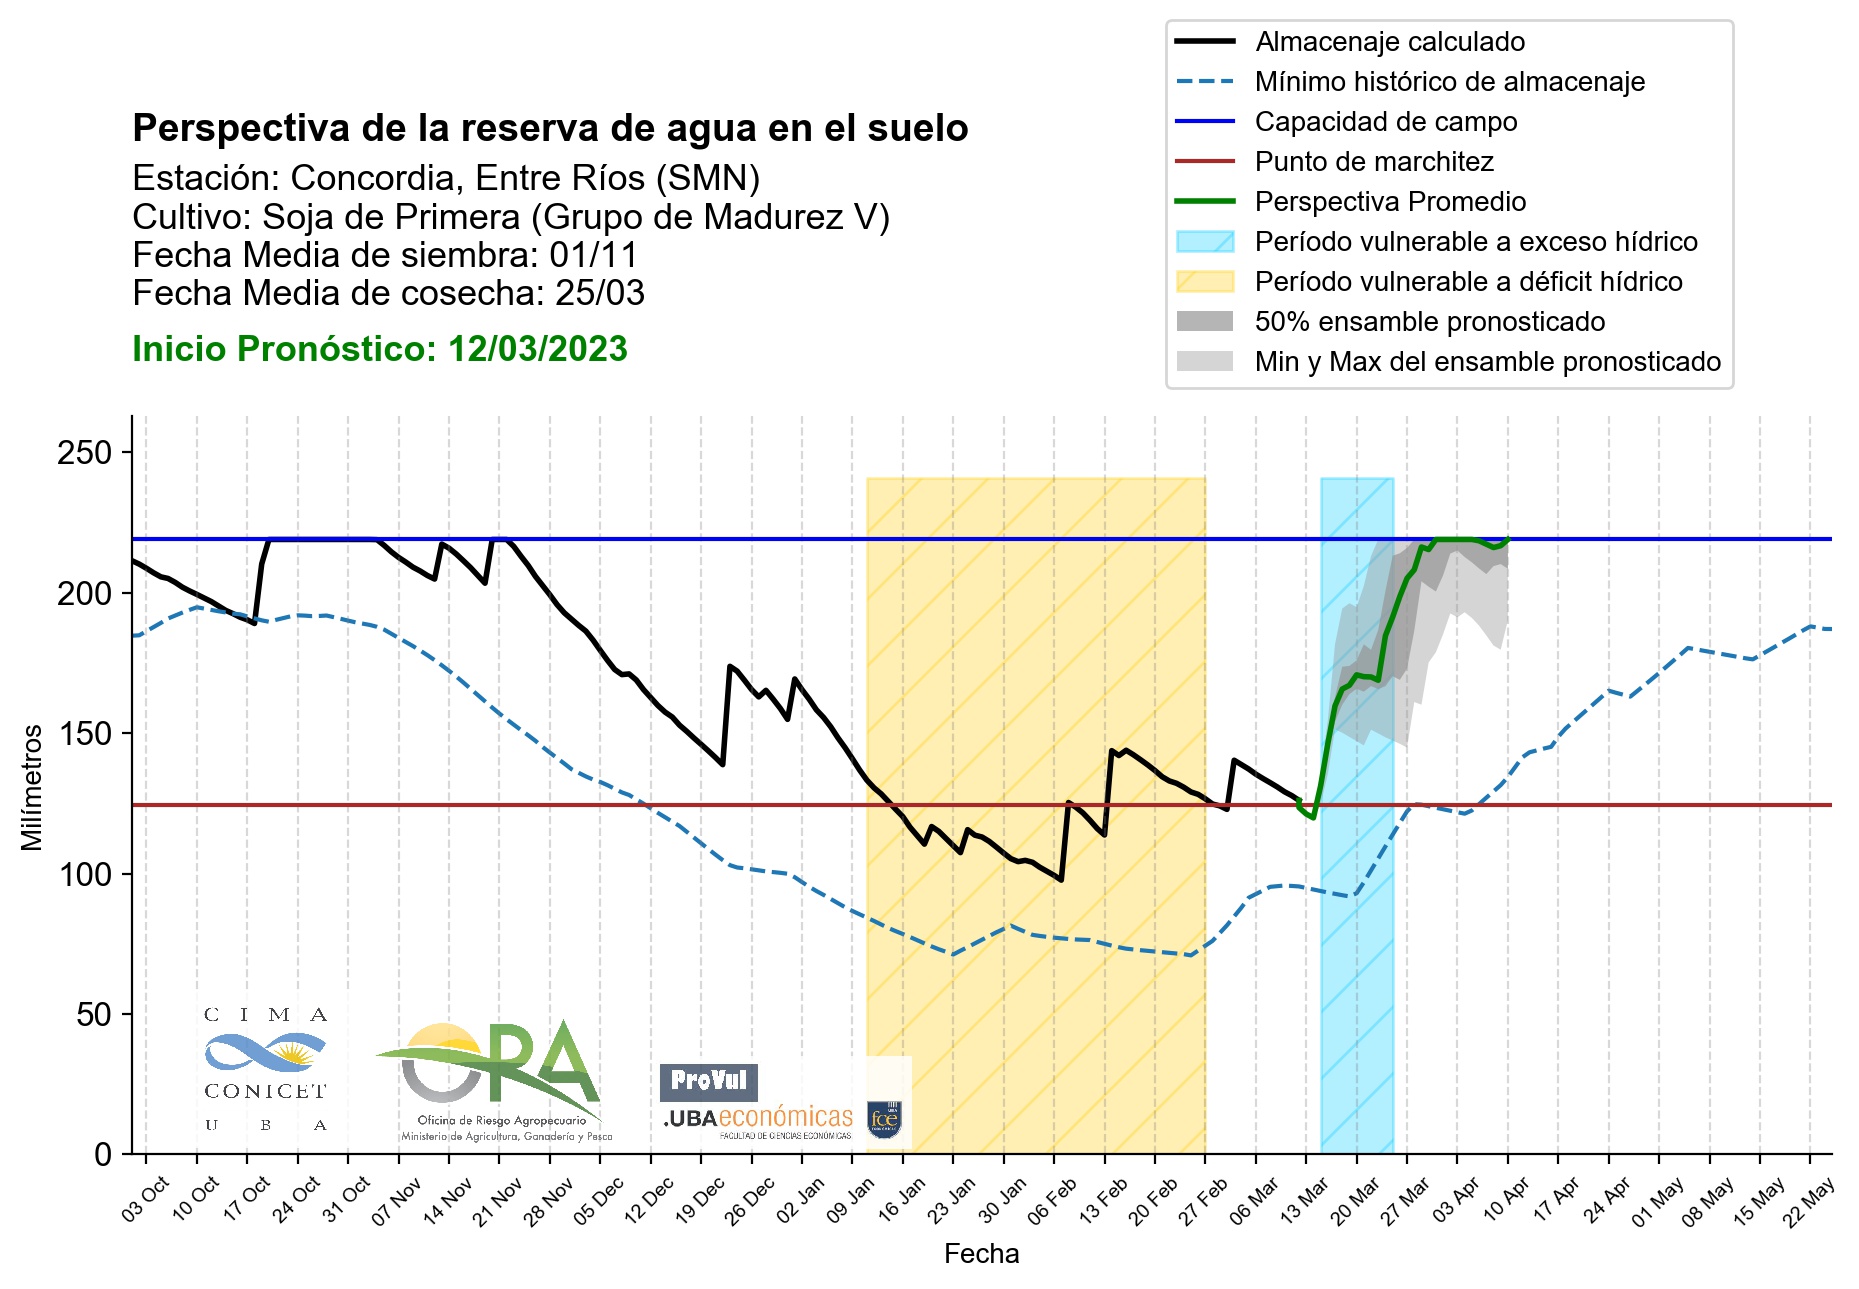 Almacenaje calculado
Mínimo histórico de almacenaje
Capacidad de campo
Punto de marchitez
Perspectiva Promedio
Período vulnerable a exceso hídrico
Período vulnerable a déficit hídrico
50% ensamble pronosticado
Min y Max del ensamble pronosticado
Perspectiva de la reserva de agua en el suelo
Estación: Concordia, Entre Ríos (SMN)
Cultivo: Soja de Primera (Grupo de Madurez V)
Fecha Media de siembra: 01/11
Fecha Media de cosecha: 25/03
Inicio Pronóstico: 12/03/2023
250
200
150
100
50
0
Milímetros
CIMA
CONICET
UBA
ORA
Oficina de Riesgo Agropecuario
Ministerio de Agricultura, Ganadería y Pesca
ProVul
.UBAeconómicas
FACULTAD DE CIENCIAS ECONÓMICAS
fce
03 Oct
10 Oct
17 Oct
24 Oct
31 Oct
07 Nov
14 Nov
21 Nov
28 Nov
05 Dec
12 Dec
19 Dec
26 Dec
02 Jan
09 Jan
16 Jan
23 Jan
30 Jan
06 Feb
13 Feb
20 Feb
27 Feb
06 Mar
13 Mar
20 Mar
27 Mar
03 Apr
10 Apr
17 Apr
24 Apr
01 May
08 May
15 May
22 May
Fecha